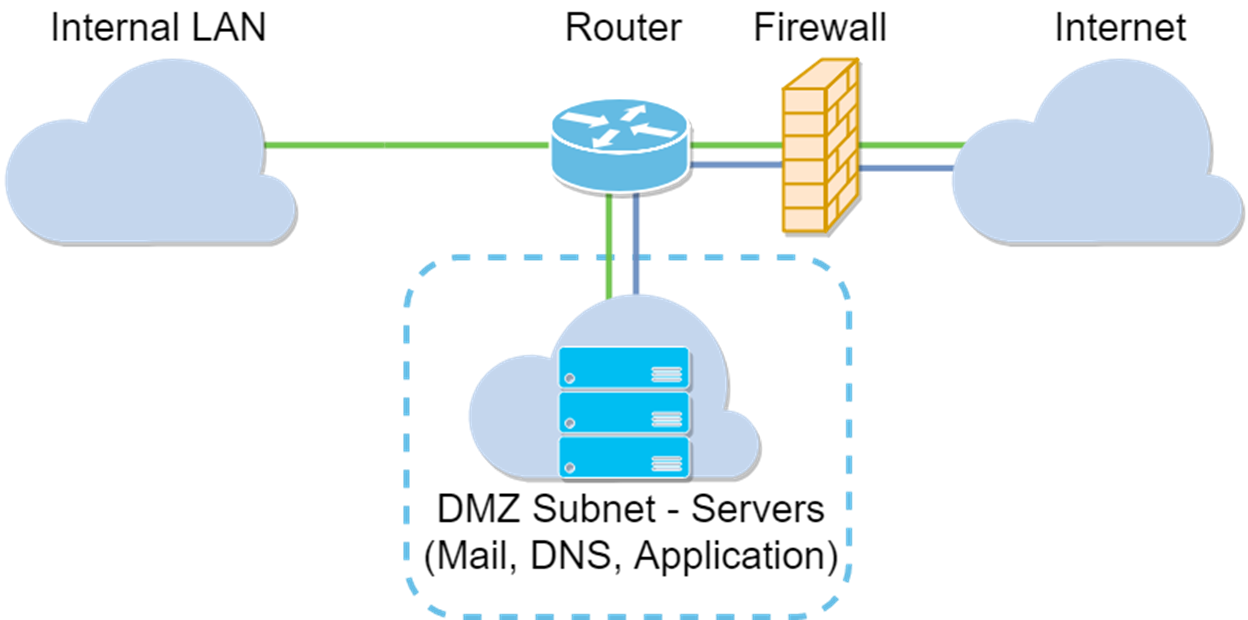 Internal LAN
Router
Firewall
Internet
DMZ Subnet - Servers
(Mail, DNS, Application)